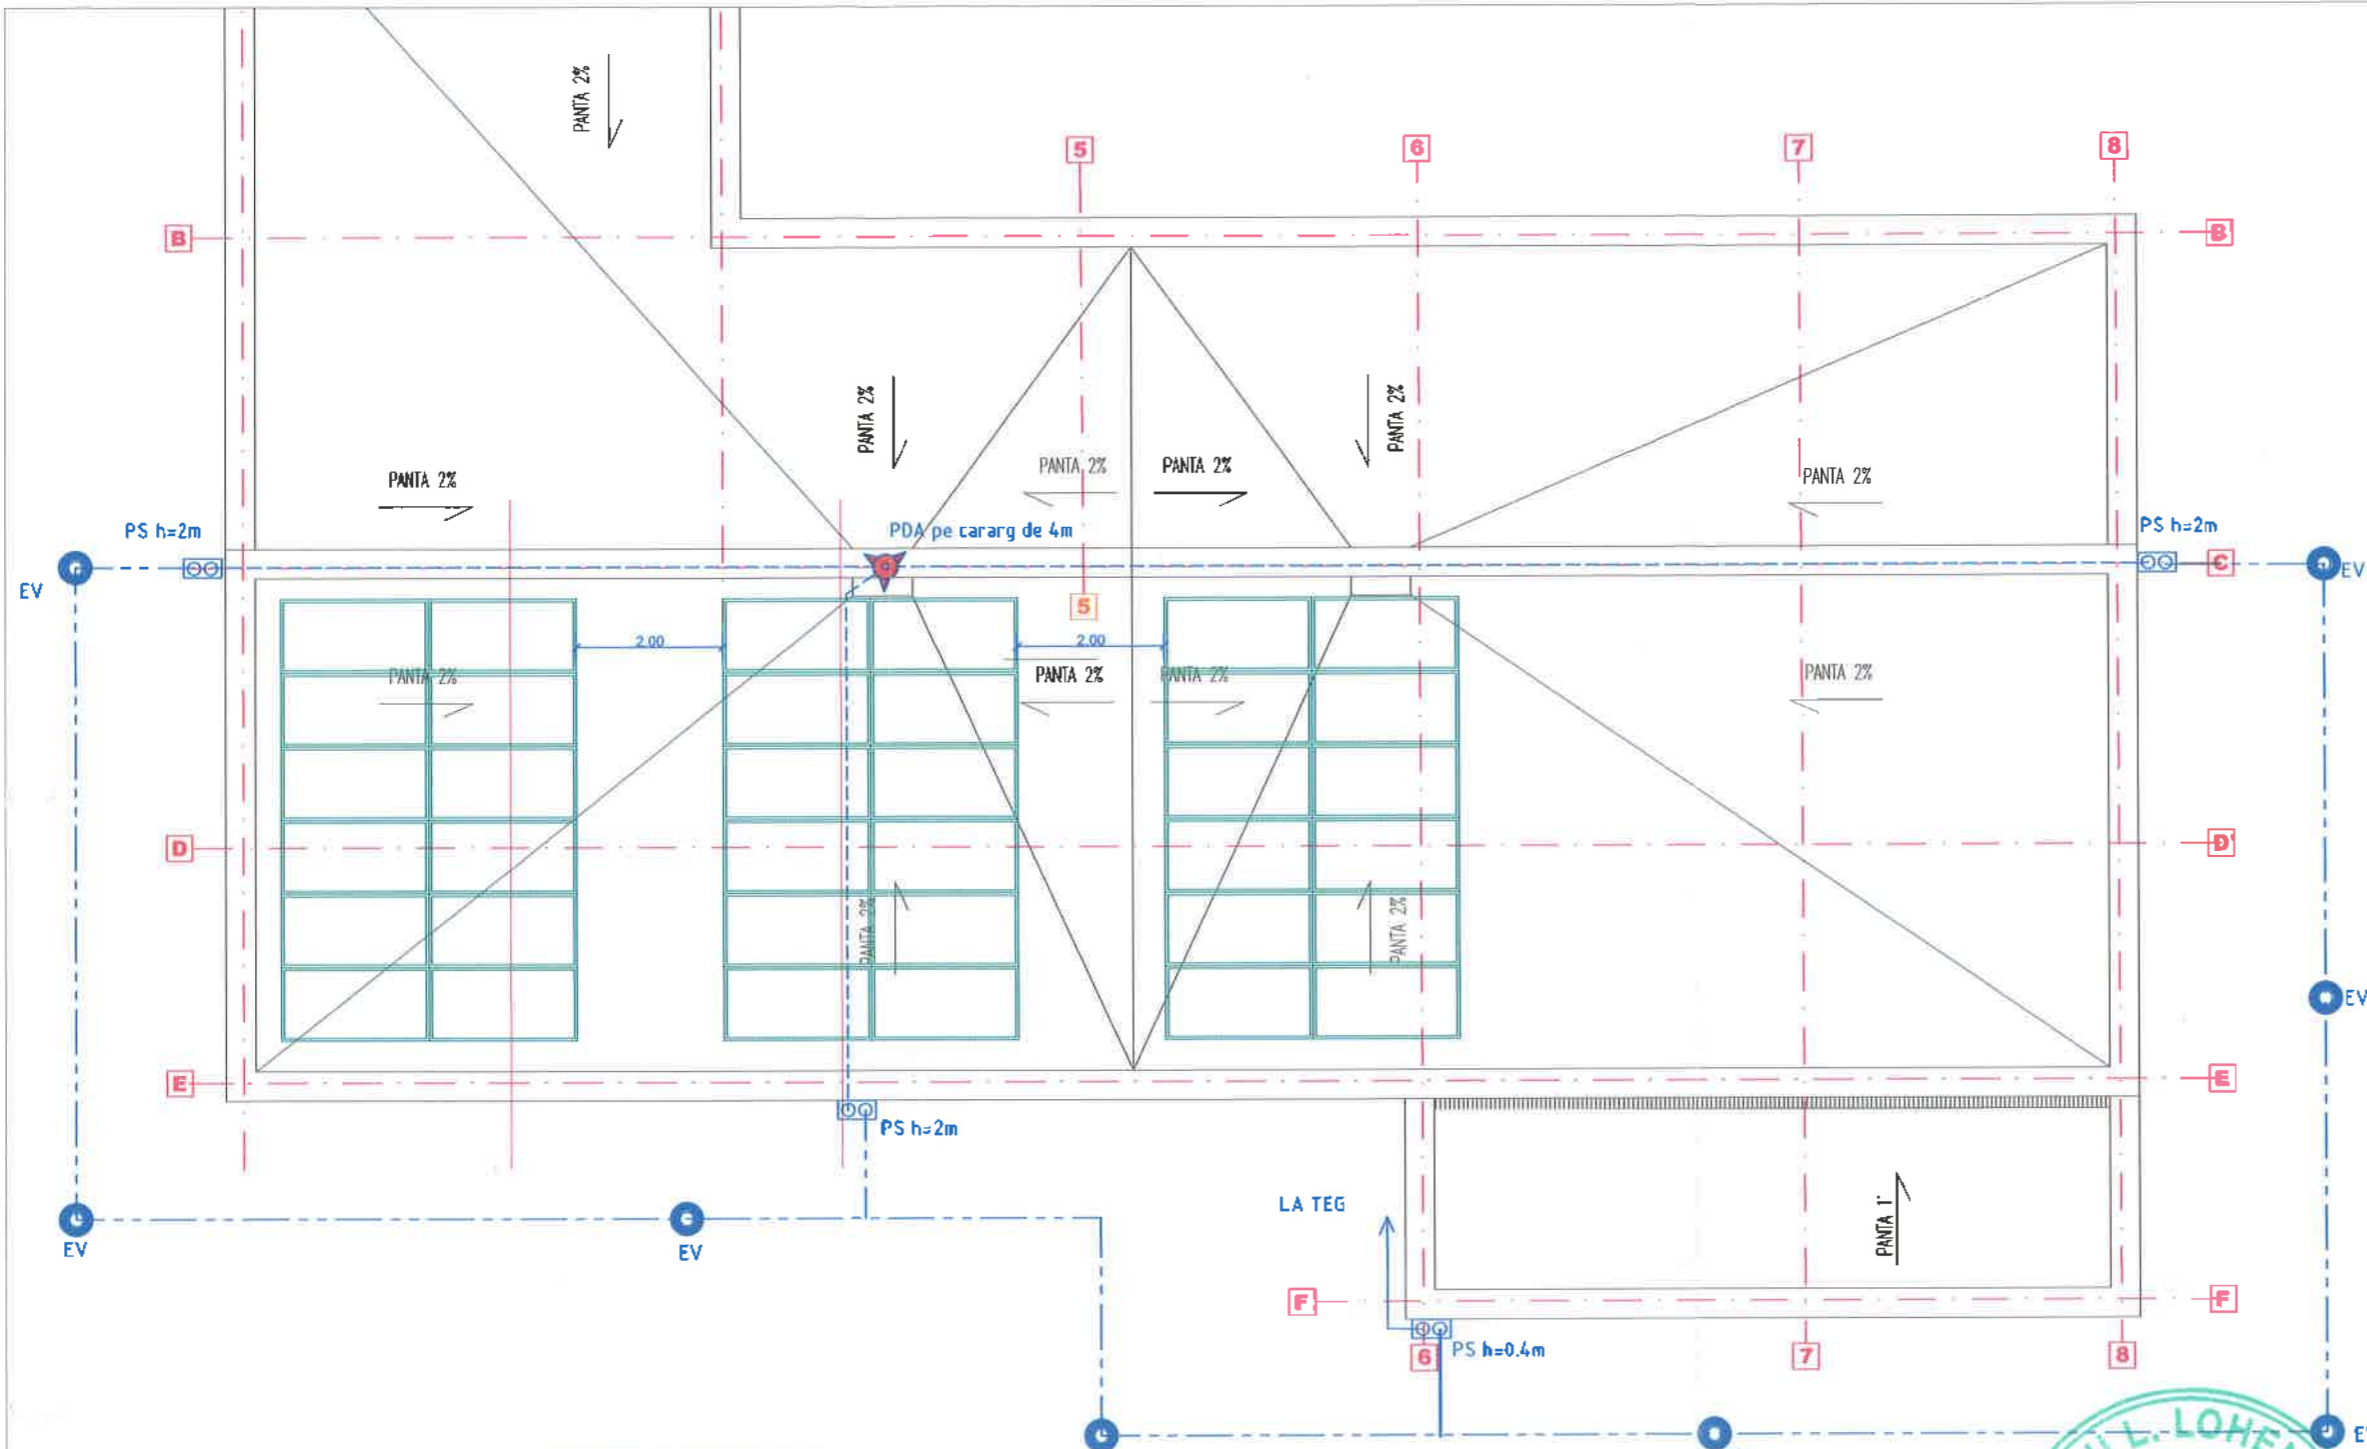 PANTA 2%
5
6
7
8
B
B'
PANTA 2%
PANTA 2%
PANTA 2%
PANTA 2%
PANTA 2%
PANTA 2%
PS h=2m
PDA pe cararg de 4m
PS h=2m
EV
C
EV
5
2.00
2.00
PANTA 2%
PANTA 2%
PANTA 2%
PANTA 2%
D
D'
PANTA 2%
PANTA 2%
EV
E
E
PS h=2m
EV
EV
LA TEG
PANTA 1°
F
F
6
PS h=0.4m
7
8
L. LOHEN